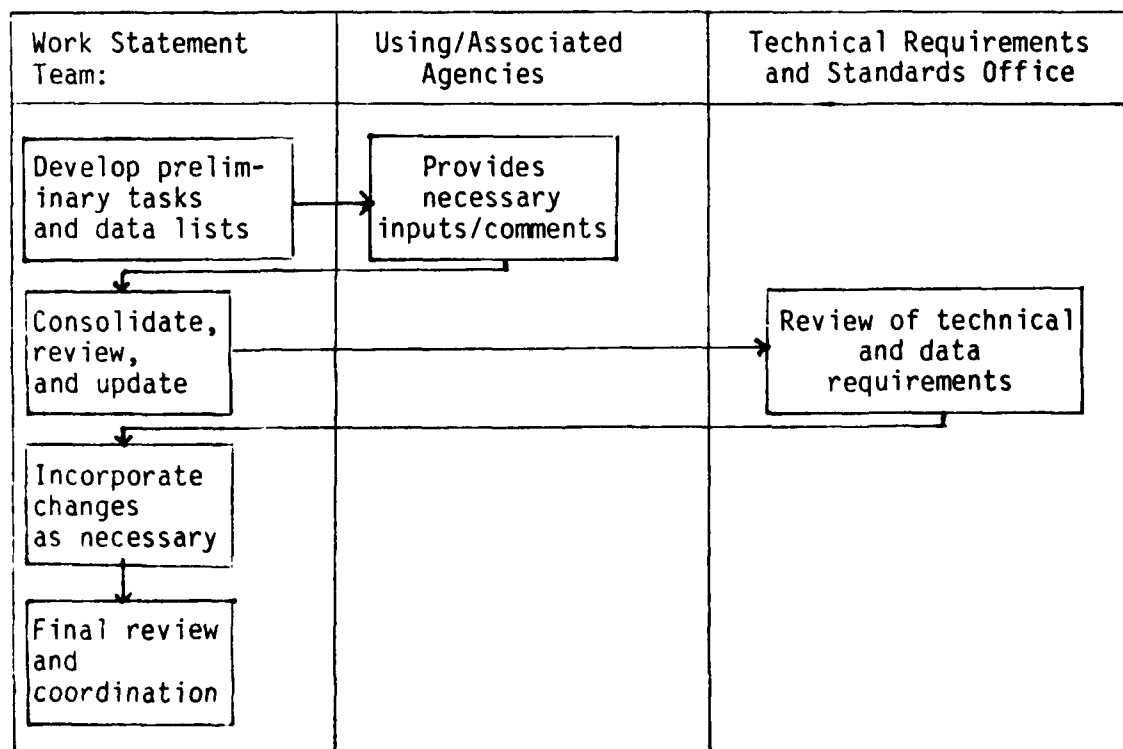 Work Statement
Team:
Using/Associated
Agencies
Technical Requirements
and Standards Office
Develop prelim-
inary tasks
and data lists
Provides
necessary
inputs/comments
Consolidate,
review,
and update
Review of technical
and data
requirements
Incorporate
changes
as necessary
Final review
and
coordination